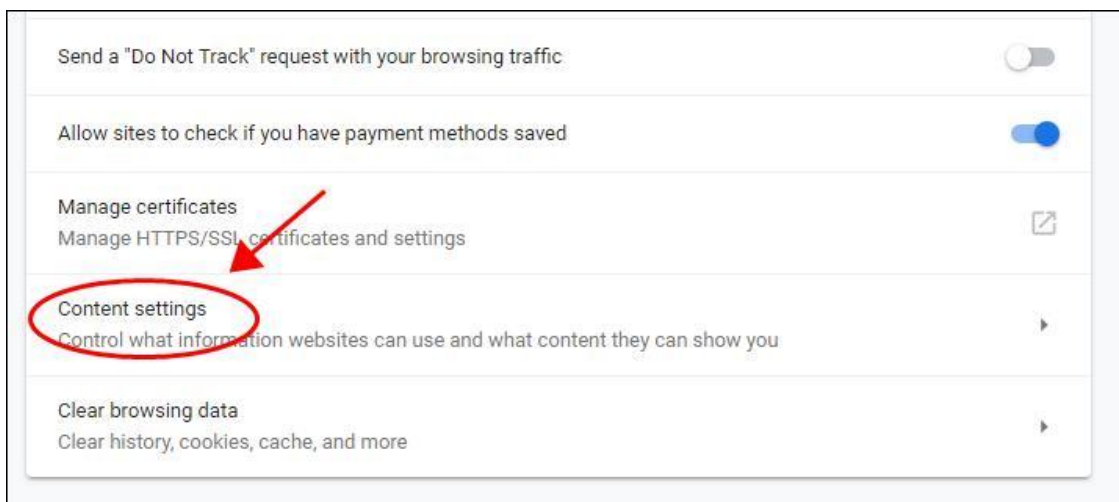 Send a "Do Not Track" request with your browsing traffic
Allow sites to check if you have payment methods saved
Manage certificates
Manage HTTPS/SSL certificates and settings
Content settings
Control what information websites can use and what content they can show you
Clear browsing data
Clear history, cookies, cache, and more